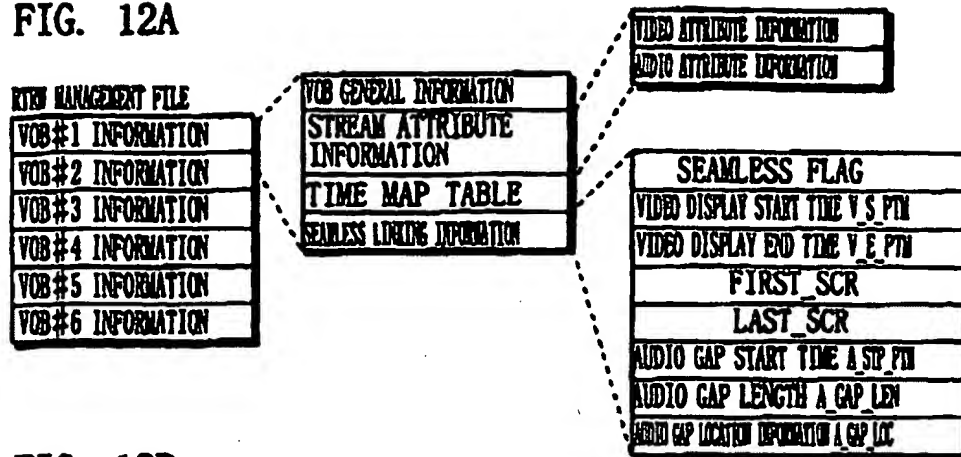 FIG. 12A
RTRW MANAGEMENT FILE
VOB#1 INFORMATION
VOB#2 INFORMATION
VOB#3 INFORMATION
VOB#4 INFORMATION
VOB#5 INFORMATION
VOB#6 INFORMATION
VOB GENERAL INFORMATION
STREAM ATTRIBUTE
INFORMATION
TIME MAP TABLE
SEAMLESS LINKING INFORMATION
VIDEO ATTRIBUTE INFORMATION
AUDIO ATTRIBUTE INFORMATION
SEAMLESS FLAG
VIDEO DISPLAY START TIME V_S_PTM
VIDEO DISPLAY END TIME V_E_PTM
FIRST_SCR
LAST_SCR
AUDIO GAP START TIME A_STP_PTM
AUDIO GAP LENGTH A_GAP_LEN
AUDIO GAP LOCATION INFORMATION A_GAP_LOC